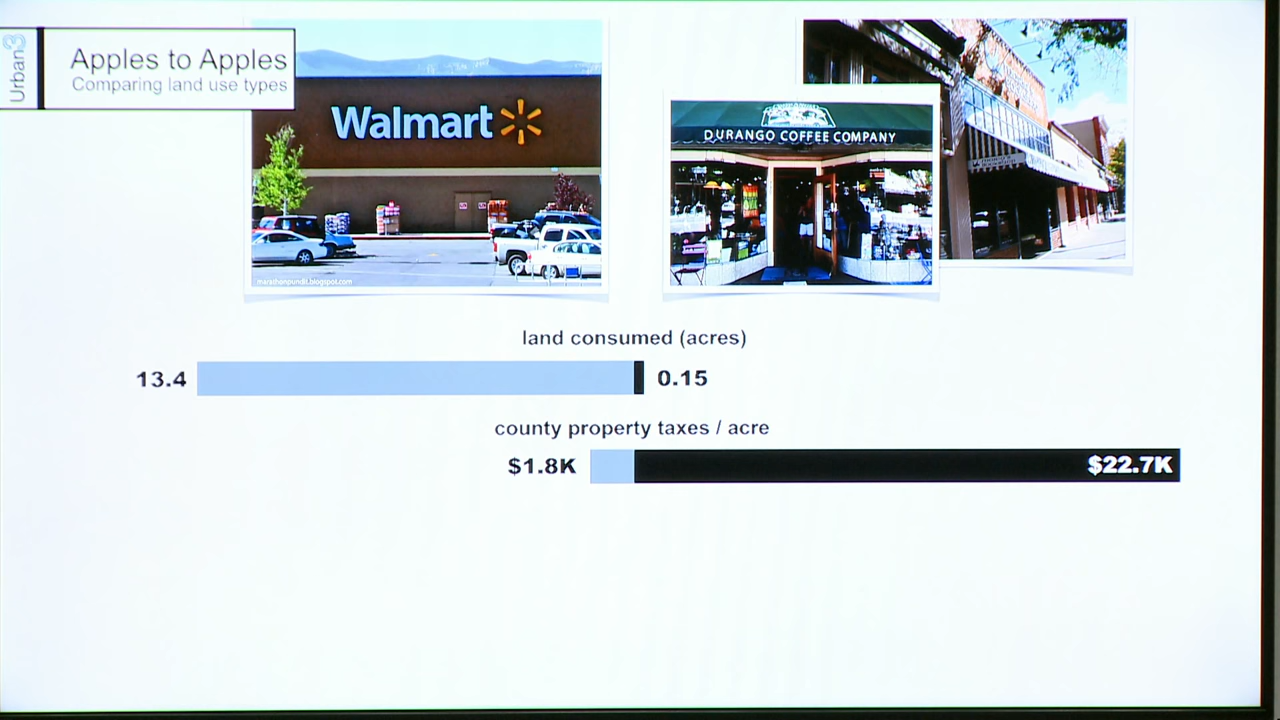 Urban3
Apples to Apples
Comparing land use types
Walmart
marathonpundit.blogspot.com
DURANGO COFFEE COMPANY
land consumed (acres)
13.4
0.15
county property taxes / acre
$1.8K
$22.7K